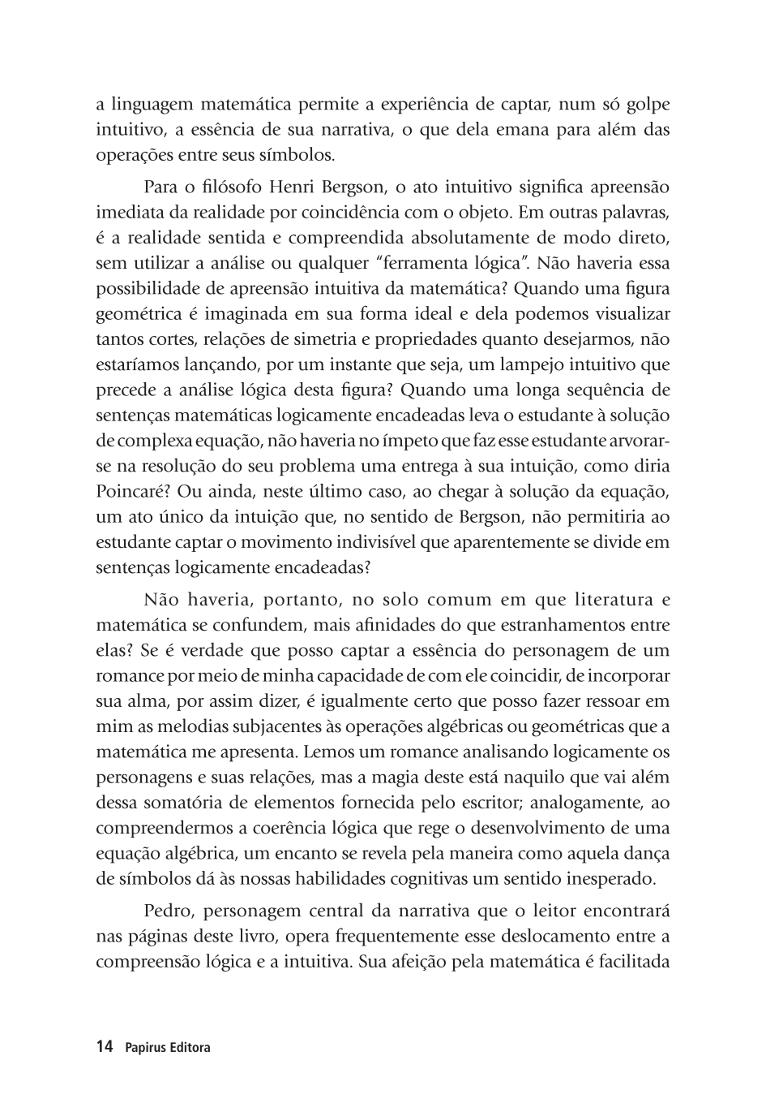 a linguagem matemática permite a experiência de captar, num só golpe
intuitivo, a essência de sua narrativa, o que dela emana para além das
operações entre seus símbolos.
Para o filósofo Henri Bergson, o ato intuitivo significa apreensão
imediata da realidade por coincidência com o objeto. Em outras palavras,
é a realidade sentida e compreendida absolutamente de modo direto,
sem utilizar a análise ou qualquer “ferramenta lógica”. Não haveria essa
possibilidade de apreensão intuitiva da matemática? Quando uma figura
geométrica é imaginada em sua forma ideal e dela podemos visualizar
tantos cortes, relações de simetria e propriedades quanto desejarmos, não
estaríamos lançando, por um instante que seja, um lampejo intuitivo que
precede a análise lógica desta figura? Quando uma longa sequência de
sentenças matemáticas logicamente encadeadas leva o estudante à solução
de complexa equação, não haveria no ímpeto que faz esse estudante arvorar-
se na resolução do seu problema uma entrega à sua intuição, como diria
Poincaré? Ou ainda, neste último caso, ao chegar à solução da equação,
um ato único da intuição que, no sentido de Bergson, não permitiria ao
estudante captar o movimento indivisível que aparentemente se divide em
sentenças logicamente encadeadas?
Não haveria, portanto, no solo comum em que literatura e
matemática se confundem, mais afinidades do que estranhamentos entre
elas? Se é verdade que posso captar a essência do personagem de um
romance por meio de minha capacidade de com ele coincidir, de incorporar
sua alma, por assim dizer, é igualmente certo que posso fazer ressoar em
mim as melodias subjacentes às operações algébricas ou geométricas que a
matemática me apresenta. Lemos um romance analisando logicamente os
personagens e suas relações, mas a magia deste está naquilo que vai além
dessa somatória de elementos fornecida pelo escritor; analogamente, ao
compreendermos a coerência lógica que rege o desenvolvimento de uma
equação algébrica, um encanto se revela pela maneira como aquela dança
de símbolos dá às nossas habilidades cognitivas um sentido inesperado.
Pedro, personagem central da narrativa que o leitor encontrará
nas páginas deste livro, opera frequentemente esse deslocamento entre a
compreensão lógica e a intuitiva. Sua afeição pela matemática é facilitada
14 Papirus Editora